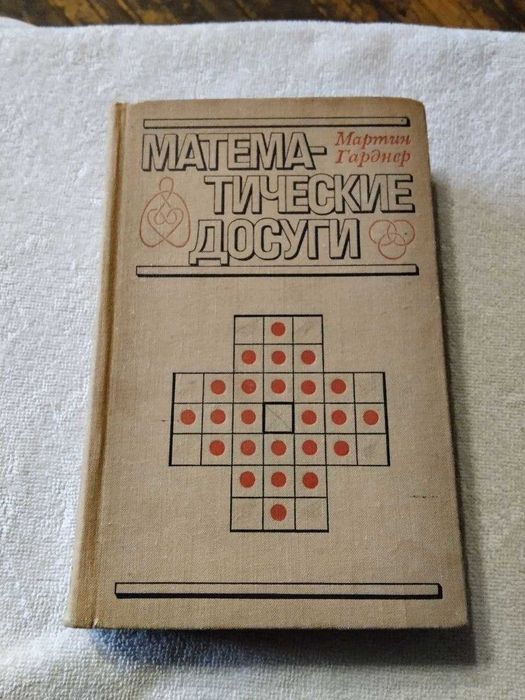 Мартин
Гарднер
МАТЕМА-
ТИЧЕСКИЕ
ДОСУГИ